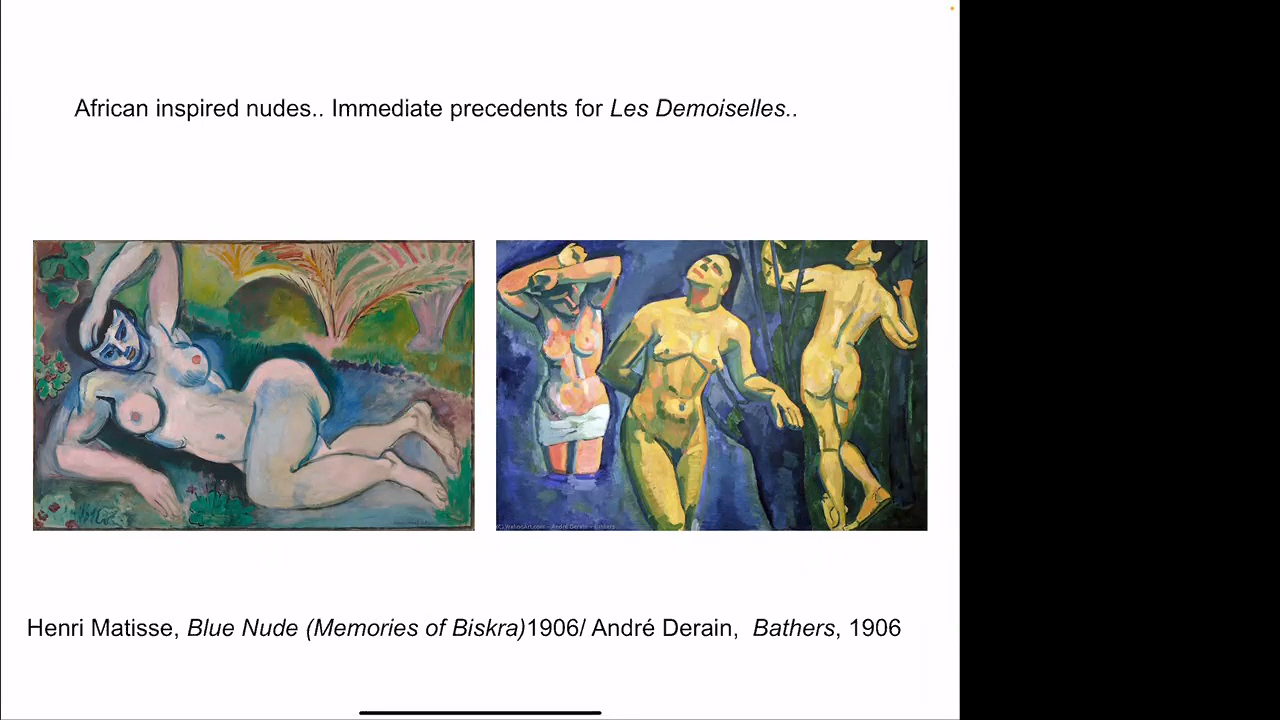 African inspired nudes.. Immediate precedents for Les Demoiselles..
Henri Matisse, Blue Nude (Memories of Biskra)1906/ André Derain, Bathers, 1906